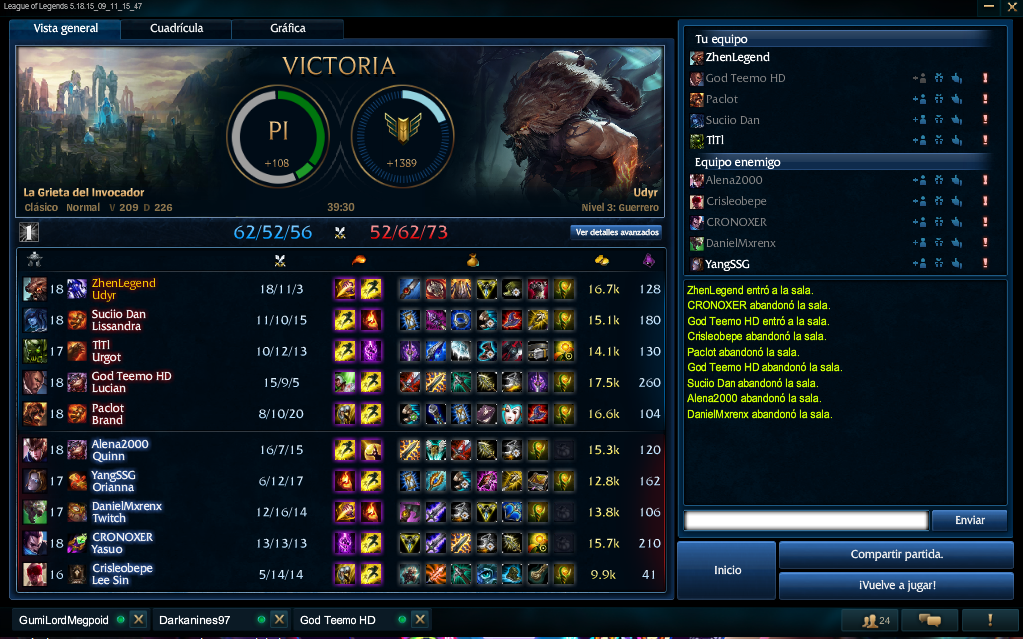 League of Legends 5.18.15_09_11_15_47
Vista general
Cuadrícula
Gráfica
VICTORIA
PI
+108
+1389
La Grieta del Invocador
Clásico Normal V 209 D 226
39:30
Udyr
Nivel 3: Guerrero
1
62/52/56
52/62/73
Ver detalles avanzados
18 ZhenLegend 18/11/3 16.7k 128
Udyr
18 Suciio Dan 11/10/15 15.1k 180
Lissandra
17 TlTl 10/12/13 14.1k 130
Urgot
18 God Teemo HD 15/9/5 17.5k 260
Lucian
18 Paclot 8/10/20 16.6k 104
Brand
18 Alena2000 16/7/15 15.3k 120
Quinn
17 YangSSG 6/12/17 12.8k 162
Orianna
17 DanielMxrenx 12/16/14 13.8k 106
Twitch
18 CRONOXER 13/13/13 15.7k 210
Yasuo
16 Crisleobepe 5/14/14 9.9k 41
Lee Sin
Tu equipo
ZhenLegend
God Teemo HD
Paclot
Suciio Dan
TlTl
Equipo enemigo
Alena2000
Crisleobepe
CRONOXER
DanielMxrenx
YangSSG
ZhenLegend entró a la sala.
CRONOXER abandonó la sala.
God Teemo HD entró a la sala.
Crisleobepe abandonó la sala.
Paclot abandonó la sala.
God Teemo HD abandonó la sala.
Suciio Dan abandonó la sala.
Alena2000 abandonó la sala.
DanielMxrenx abandonó la sala.
Enviar
Inicio
Compartir partida.
¡Vuelve a jugar!
GumiLordMegpoid
Darkanines97
God Teemo HD
24